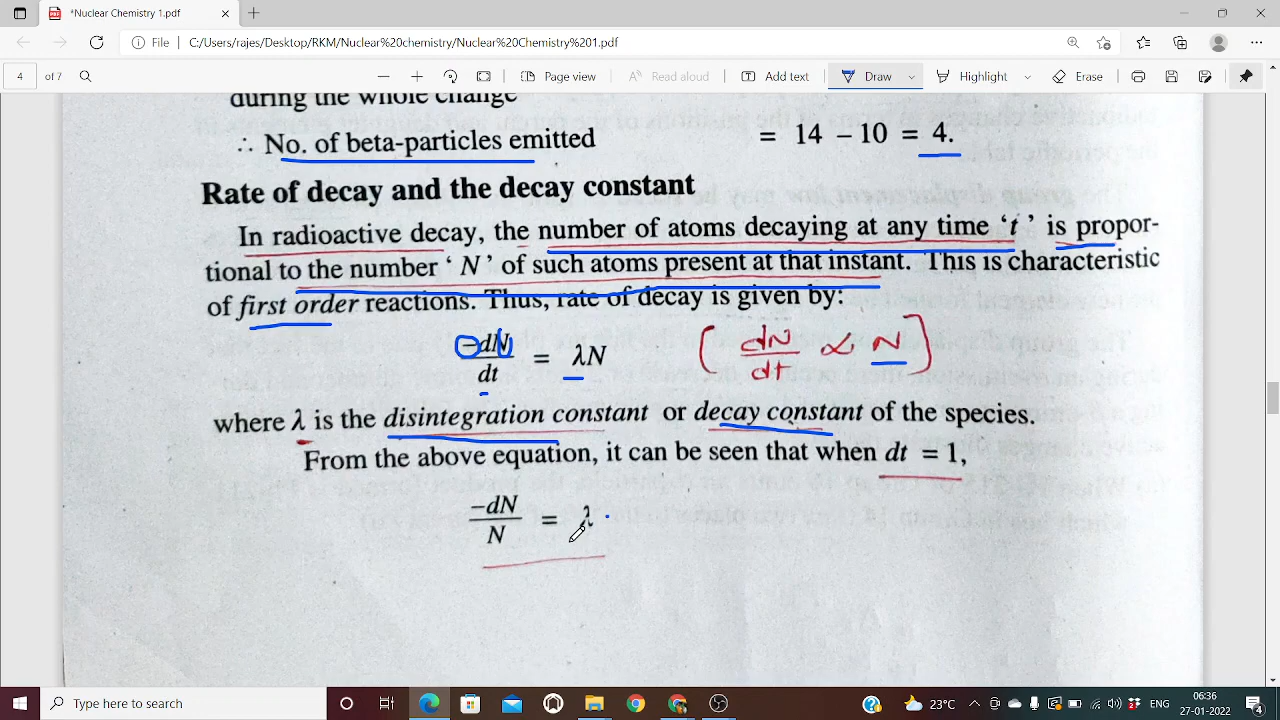 *Nuclear Chemistry 1.pdf
File
C:/Users/rajes/Desktop/RKM/Nuclear%20chemistry/Nuclear%20Chemistry%201.pdf
4 of 7
Page view
Read aloud
Add text
Draw
Highlight
Erase
during the whole change
∴ No. of beta-particles emitted = 14 – 10 = 4.
Rate of decay and the decay constant
In radioactive decay, the number of atoms decaying at any time ‘t’ is propor-
tional to the number ‘N’ of such atoms present at that instant. This is characteristic
of first order reactions. Thus, rate of decay is given by:
-dN/dt = λN ( dN/dt ∝ N ]
where λ is the disintegration constant or decay constant of the species.
From the above equation, it can be seen that when dt = 1,
-dN/N = λ
Type here to search
23°C
ENG
06:36
27-01-2022